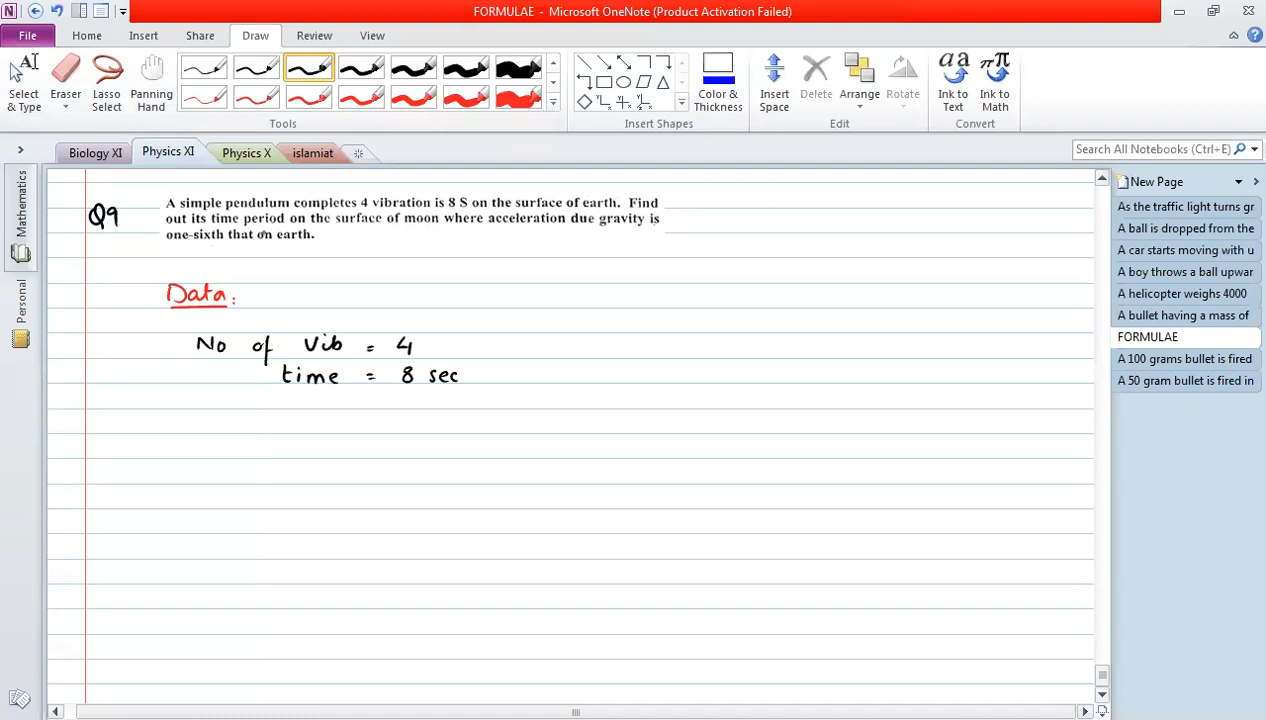 FORMULAE - Microsoft OneNote (Product Activation Failed)
File Home Insert Share Draw Review View
Select & Type
Eraser
Lasso Select
Panning Hand
Color & Thickness
Insert Space
Delete
Arrange
Rotate
Ink to Text
Ink to Math
Tools
Insert Shapes
Edit
Convert
Biology XI Physics XI Physics X islamiat
Search All Notebooks (Ctrl+E)
Mathematics
Personal
New Page
As the traffic light turns gr
A ball is dropped from the
A car starts moving with u
A boy throws a ball upwar
A helicopter weighs 4000
A bullet having a mass of
FORMULAE
A 100 grams bullet is fired
A 50 gram bullet is fired in
Q9
A simple pendulum completes 4 vibration is 8 S on the surface of earth. Find
out its time period on the surface of moon where acceleration due gravity is
one-sixth that on earth.
Data:
No of Vib = 4
time = 8 sec